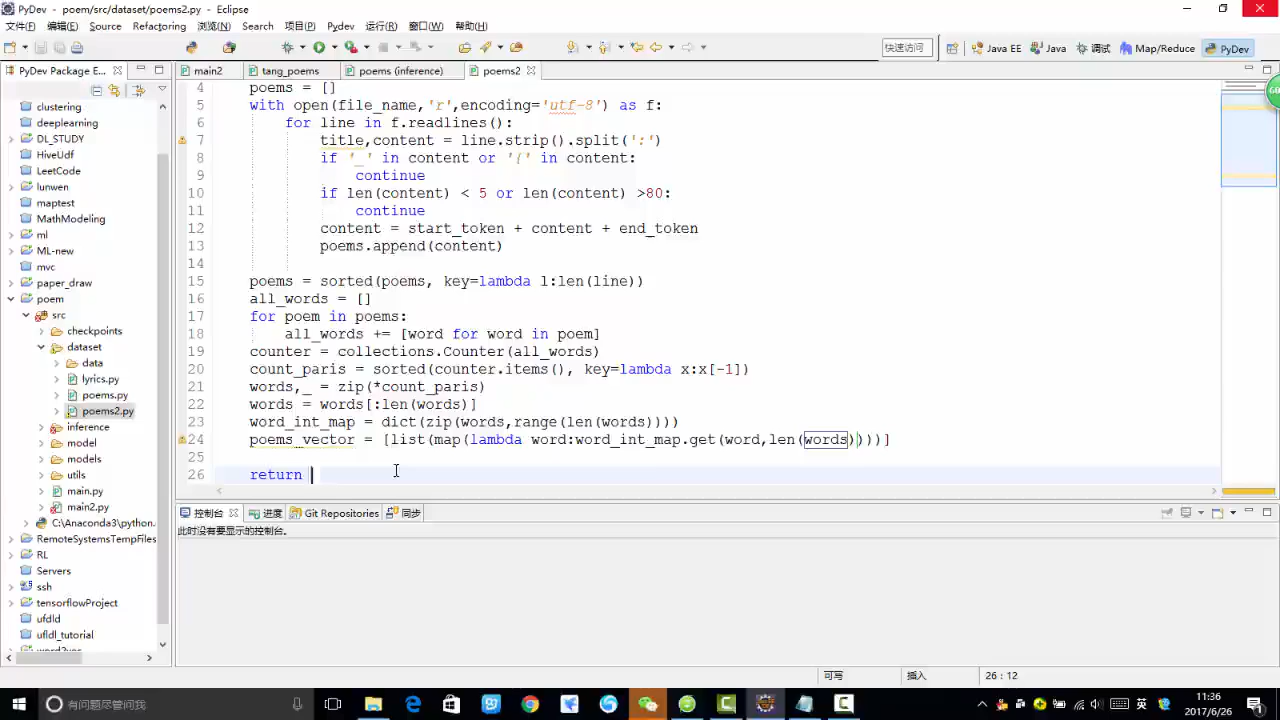 PyDev - poem/src/dataset/poems2.py - Eclipse
文件(F) 编辑(E) Source Refactoring 浏览(N) Search 项目(P) Pydev 运行(R) 窗口(W) 帮助(H)
快速访问 Java EE Java 调试 Map/Reduce PyDev
PyDev Package E...
main2 tang_poems poems (inference) poems2
clustering
deeplearning
DL_STUDY
HiveUdf
LeetCode
lunwen
maptest
MathModeling
ml
ML-new
mvc
paper_draw
poem
src
checkpoints
dataset
data
lyrics.py
poems.py
poems2.py
inference
model
models
utils
main.py
main2.py
C:\Anaconda3\python.
RemoteSystemsTempFiles
RL
Servers
ssh
tensorflowProject
ufdld
ufldl_tutorial
4 poems = []
5 with open(file_name,'r',encoding='utf-8') as f:
6 for line in f.readlines():
7 title,content = line.strip().split(':')
8 if '_' in content or '[' in content:
9 continue
10 if len(content) < 5 or len(content) >80:
11 continue
12 content = start_token + content + end_token
13 poems.append(content)
14
15 poems = sorted(poems, key=lambda l:len(line))
16 all_words = []
17 for poem in poems:
18 all_words += [word for word in poem]
19 counter = collections.Counter(all_words)
20 count_paris = sorted(counter.items(), key=lambda x:x[-1])
21 words,_ = zip(*count_paris)
22 words = words[:len(words)]
23 word_int_map = dict(zip(words,range(len(words))))
24 poems_vector = [list(map(lambda word:word_int_map.get(word,len(words))))]
25
26 return
60
控制台 进度 Git Repositories 同步
此时没有要显示的控制台。
可写 插入 26 : 12
有问题尽管问我
英
11:36
2017/6/26